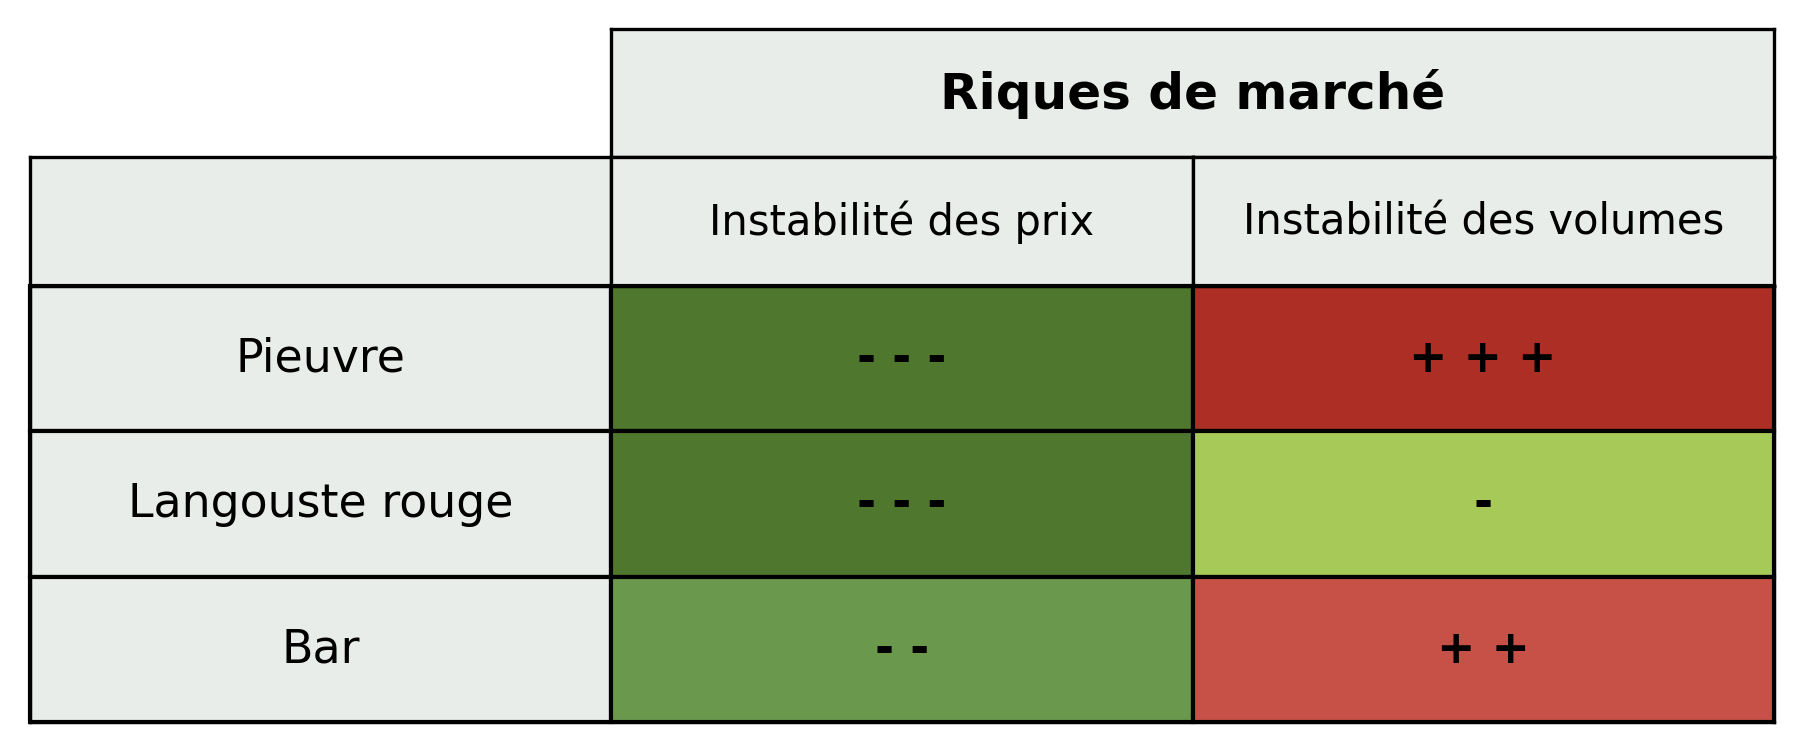 Riques de marché
Instabilité des prix Instabilité des volumes
Pieuvre - - - + + +
Langouste rouge - - - -
Bar - - + +